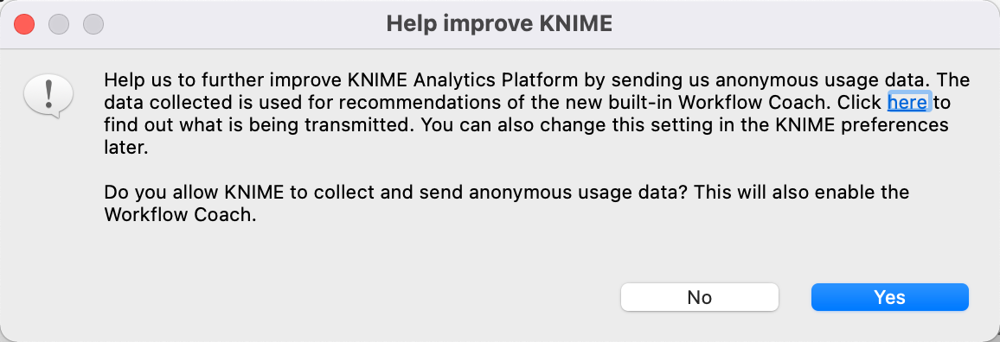 Help improve KNIME
Help us to further improve KNIME Analytics Platform by sending us anonymous usage data. The
data collected is used for recommendations of the new built-in Workflow Coach. Click here to
find out what is being transmitted. You can also change this setting in the KNIME preferences
later.
Do you allow KNIME to collect and send anonymous usage data? This will also enable the
Workflow Coach.
No
Yes